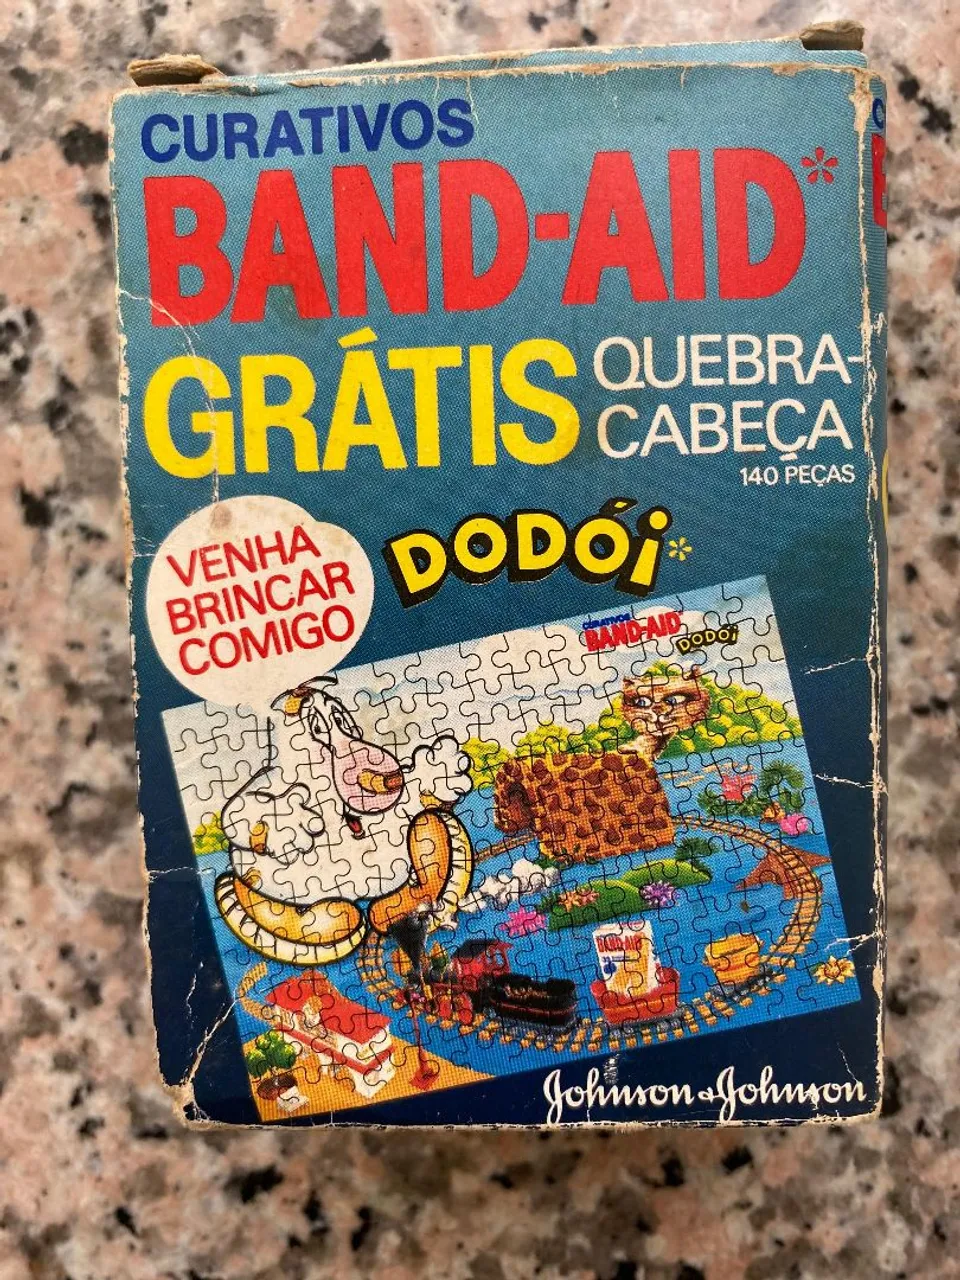 CURATIVOS
BAND-AID*
GRÁTIS
QUEBRA-
CABEÇA
140 PEÇAS
VENHA
BRINCAR
COMIGO
DODÓi*
CURATIVOS
BAND-AID
DODÓi
BAND-AID
Johnson & Johnson